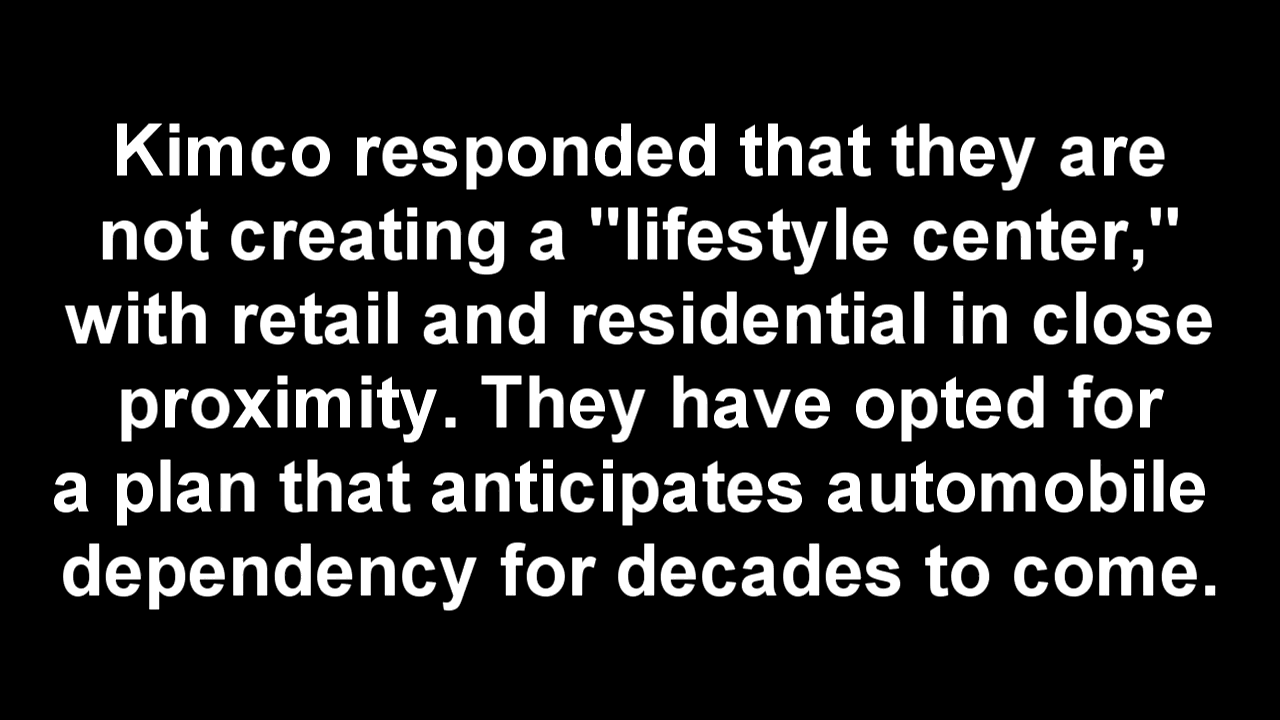 Kimco responded that they are
not creating a "lifestyle center,"
with retail and residential in close
proximity. They have opted for
a plan that anticipates automobile
dependency for decades to come.